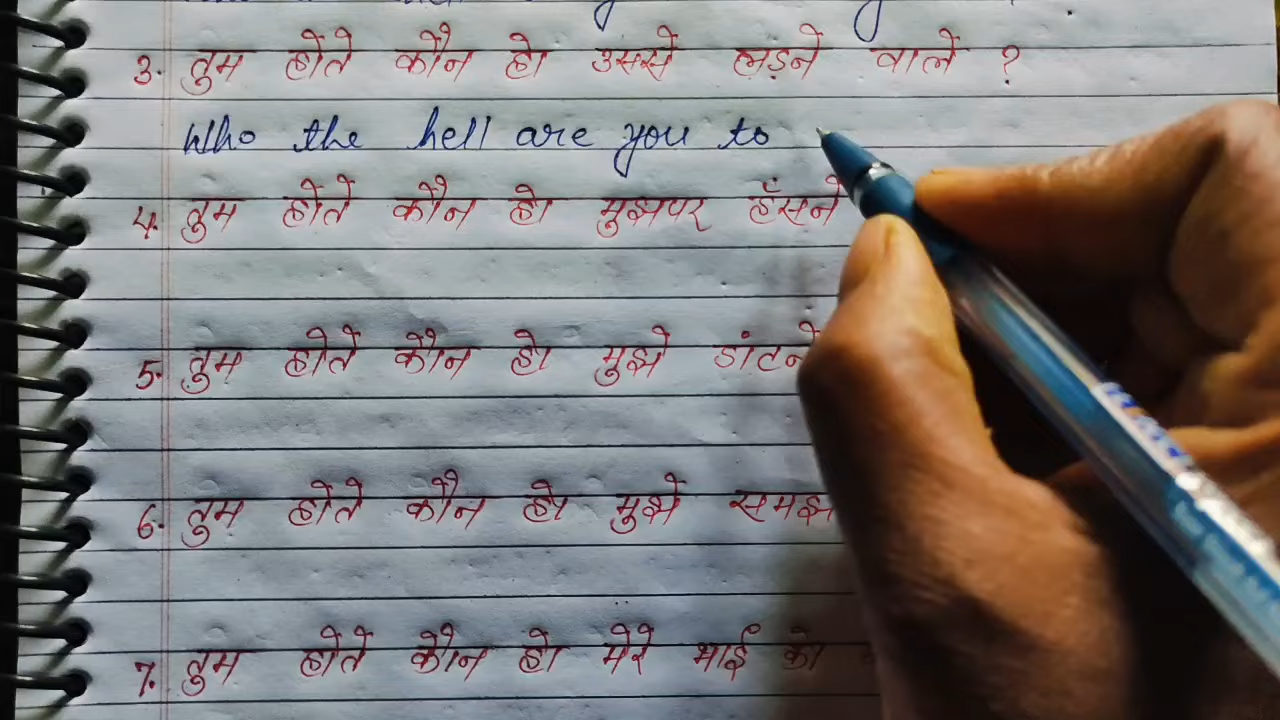 3. तुम होते कौन हो उससे लड़ने वाले ?
Who the hell are you to
4. तुम होते कौन हो मुझपर हँसने
5. तुम होते कौन हो मुझे डांटने
6. तुम होते कौन हो मुझे समझ
7. तुम होते कौन हो मेरे भाई को